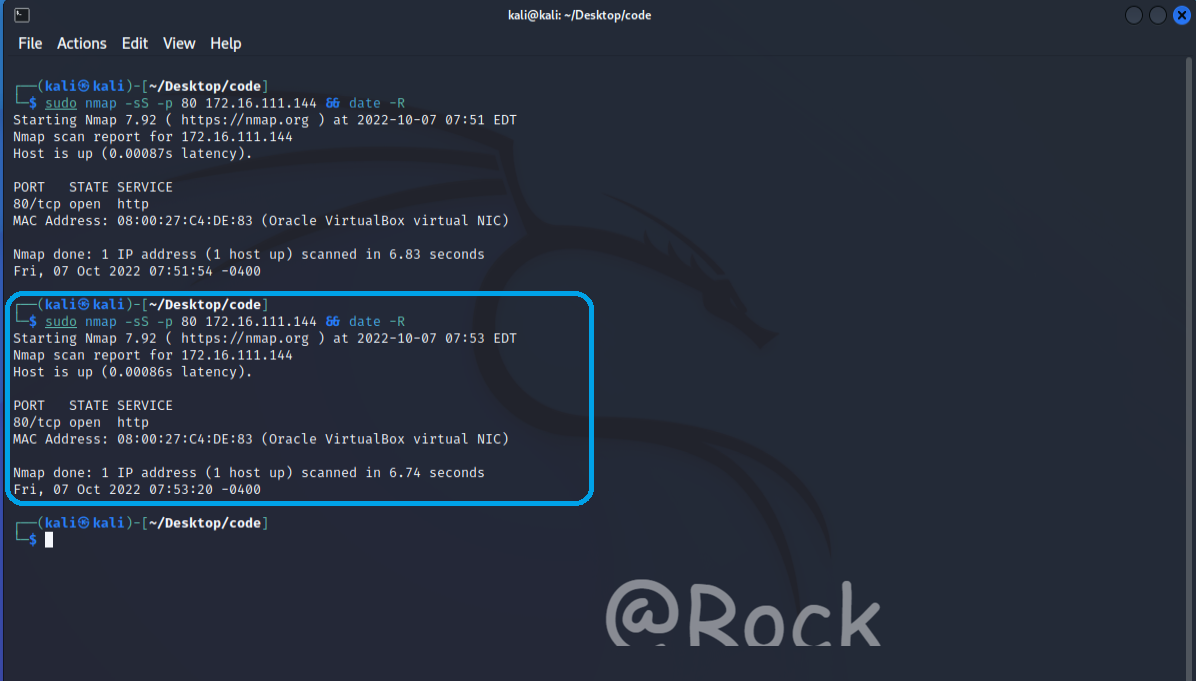 kali@kali: ~/Desktop/code
File Actions Edit View Help
┌──(kali㉿kali)-[~/Desktop/code]
└─$ sudo nmap -sS -p 80 172.16.111.144 && date -R
Starting Nmap 7.92 ( https://nmap.org ) at 2022-10-07 07:51 EDT
Nmap scan report for 172.16.111.144
Host is up (0.00087s latency).
PORT   STATE SERVICE
80/tcp open  http
MAC Address: 08:00:27:C4:DE:83 (Oracle VirtualBox virtual NIC)
Nmap done: 1 IP address (1 host up) scanned in 6.83 seconds
Fri, 07 Oct 2022 07:51:54 -0400
┌──(kali㉿kali)-[~/Desktop/code]
└─$ sudo nmap -sS -p 80 172.16.111.144 && date -R
Starting Nmap 7.92 ( https://nmap.org ) at 2022-10-07 07:53 EDT
Nmap scan report for 172.16.111.144
Host is up (0.00086s latency).
PORT   STATE SERVICE
80/tcp open  http
MAC Address: 08:00:27:C4:DE:83 (Oracle VirtualBox virtual NIC)
Nmap done: 1 IP address (1 host up) scanned in 6.74 seconds
Fri, 07 Oct 2022 07:53:20 -0400
┌──(kali㉿kali)-[~/Desktop/code]
└─$
@Rock